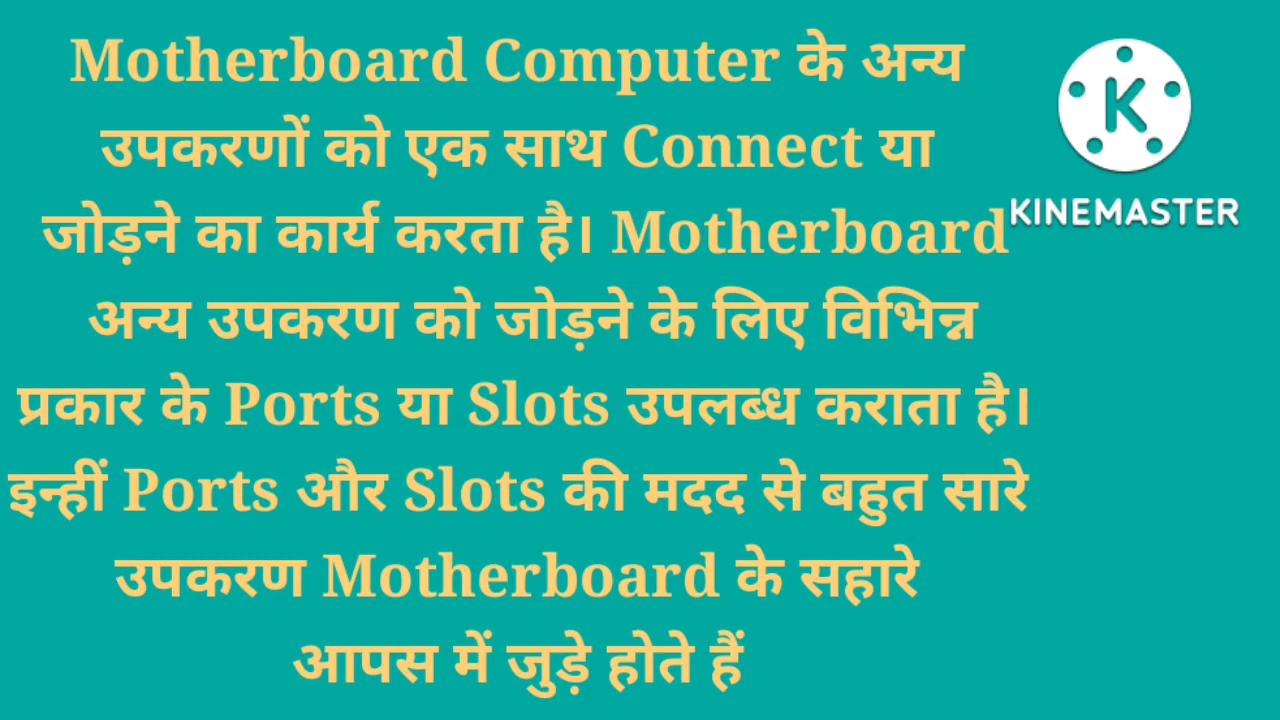 Motherboard Computer के अन्य
उपकरणों को एक साथ Connect या
जोड़ने का कार्य करता है। Motherboard
अन्य उपकरण को जोड़ने के लिए विभिन्न
प्रकार के Ports या Slots उपलब्ध कराता है।
इन्हीं Ports और Slots की मदद से बहुत सारे
उपकरण Motherboard के सहारे
आपस में जुड़े होते हैं
K
KINEMASTER